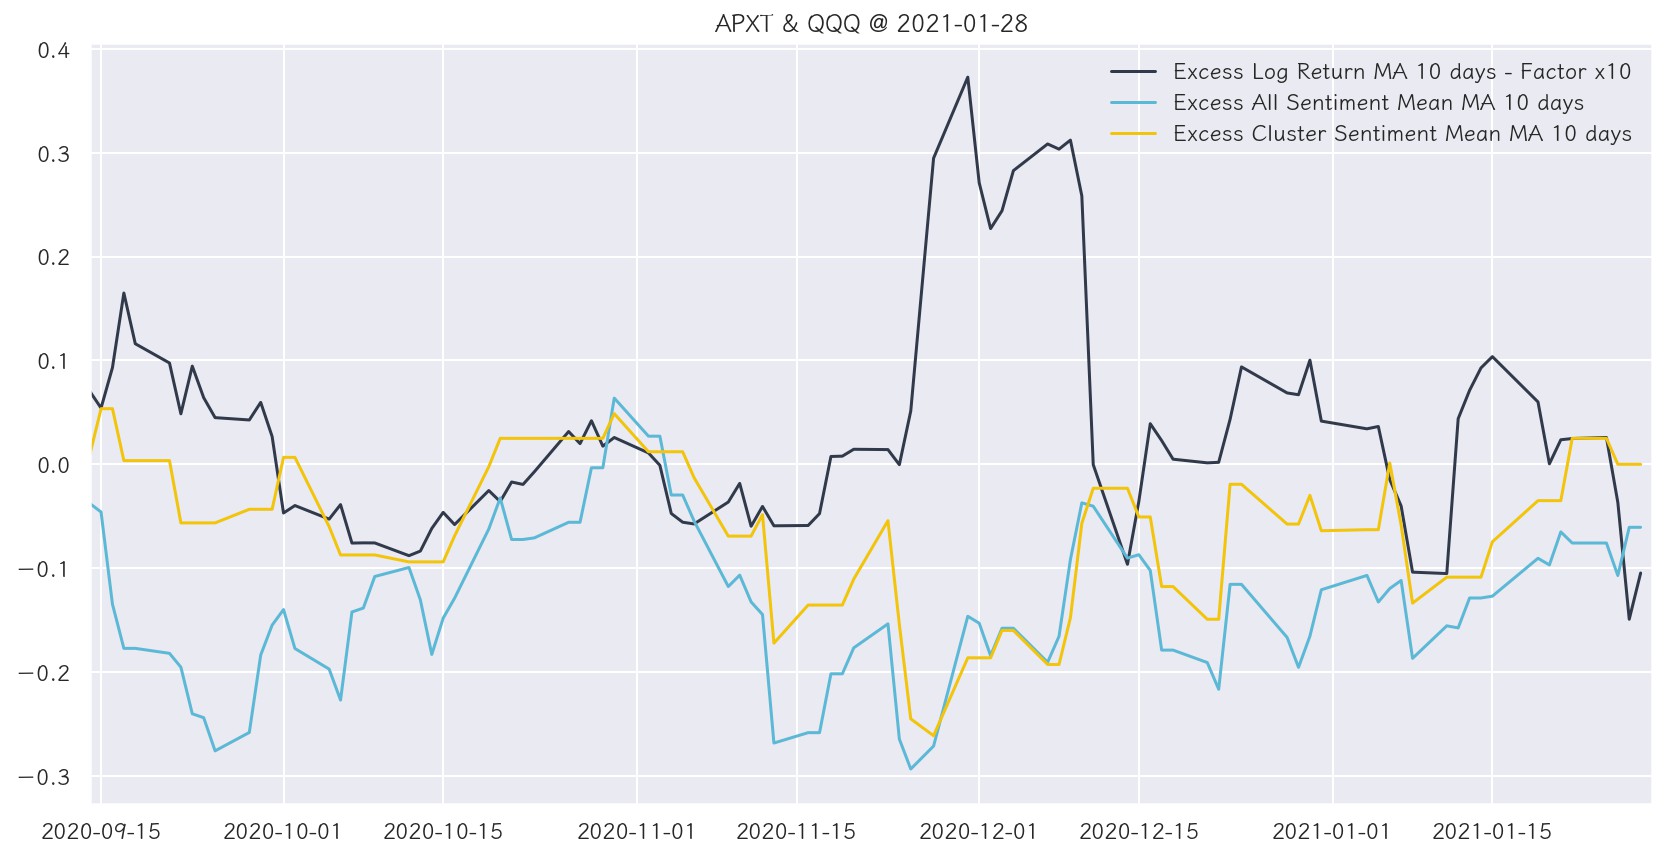 APXT & QQQ @ 2021-01-28
Excess Log Return MA 10 days - Factor x10
Excess All Sentiment Mean MA 10 days
Excess Cluster Sentiment Mean MA 10 days
0.4
0.3
0.2
0.1
0.0
−0.1
−0.2
−0.3
2020-09-15 2020-10-01 2020-10-15 2020-11-01 2020-11-15 2020-12-01 2020-12-15 2021-01-01 2021-01-15